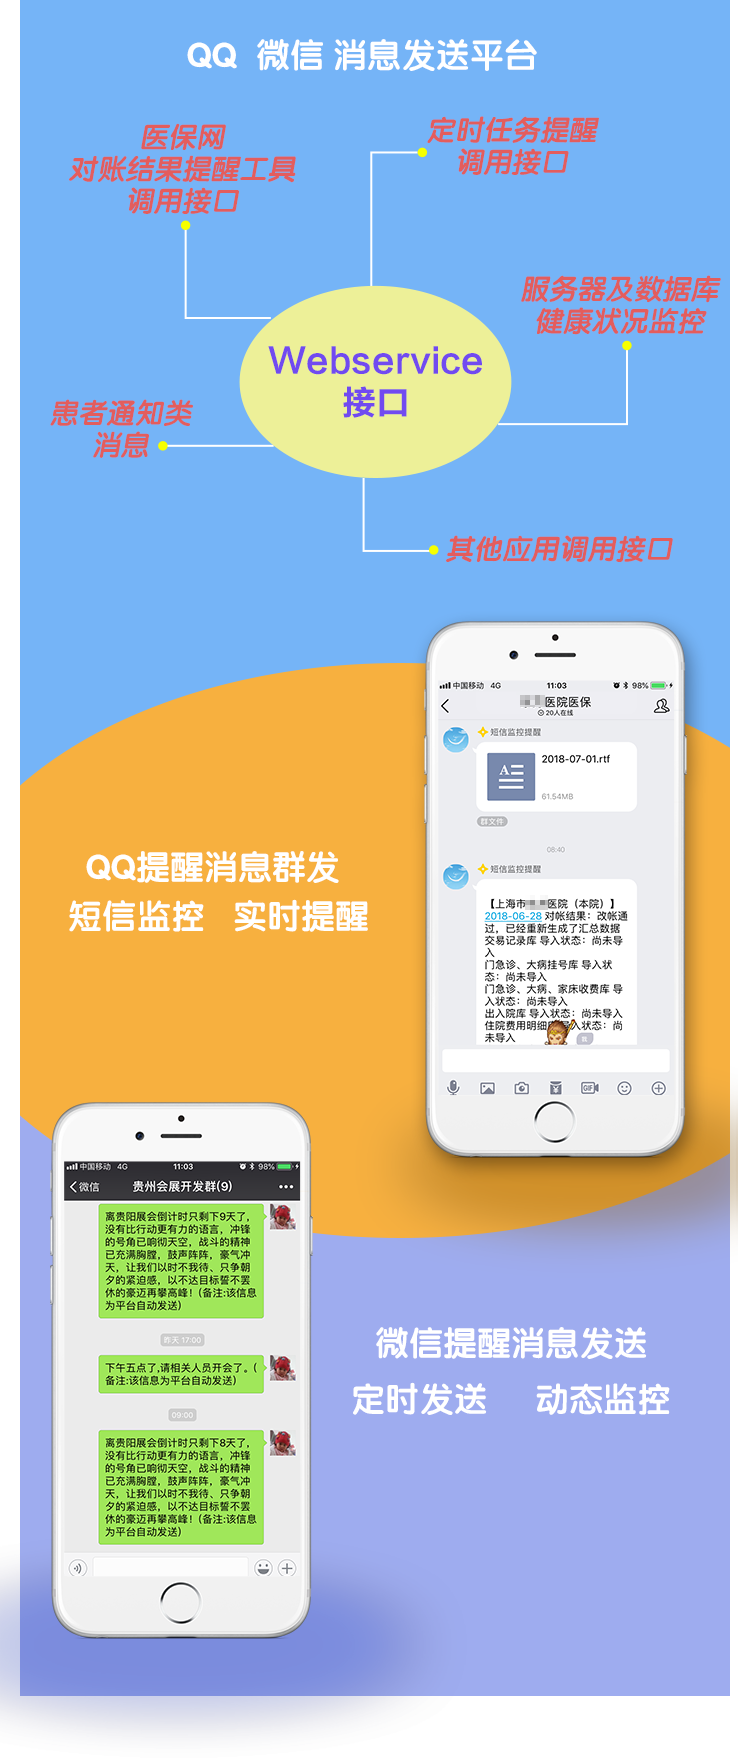 QQ 微信 消息发送平台
医保网
对账结果提醒工具
调用接口
定时任务提醒
调用接口
服务器及数据库
健康状况监控
Webservice
接口
患者通知类
消息
其他应用调用接口
中国移动 4G 11:03 98%
医院医保
20人在线
短信监控提醒
2018-07-01.rtf
61.54MB
群文件
08:40
短信监控提醒
【上海市 医院（本院）】
2018-06-28 对帐结果：改帐通
过，已经重新生成了汇总数据
交易记录库 导入状态：尚未导
入
门急诊、大病挂号库 导入状
态：尚未导入
门急诊、大病、家床收费库 导
入状态：尚未导入
出入院库 导入状态：尚未导入
住院费用明细 入状态：尚
未导入
GIF
QQ提醒消息群发
短信监控 实时提醒
中国移动 4G 11:03 98%
微信 贵州会展开发群(9)
离贵阳展会倒计时只剩下9天了，
没有比行动更有力的语言，冲锋
的号角已响彻天空，战斗的精神
已充满胸膛，鼓声阵阵，豪气冲
天，让我们以时不我待、只争朝
夕的紧迫感，以不达目标誓不罢
休的豪迈再攀高峰！(备注:该信息
为平台自动发送)
昨天 17:00
下午五点了,请相关人员开会了。(
备注:该信息为平台自动发送)
09:00
离贵阳展会倒计时只剩下8天了，
没有比行动更有力的语言，冲锋
的号角已响彻天空，战斗的精神
已充满胸膛，鼓声阵阵，豪气冲
天，让我们以时不我待、只争朝
夕的紧迫感，以不达目标誓不罢
休的豪迈再攀高峰！(备注:该信息
为平台自动发送)
微信提醒消息发送
定时发送 动态监控